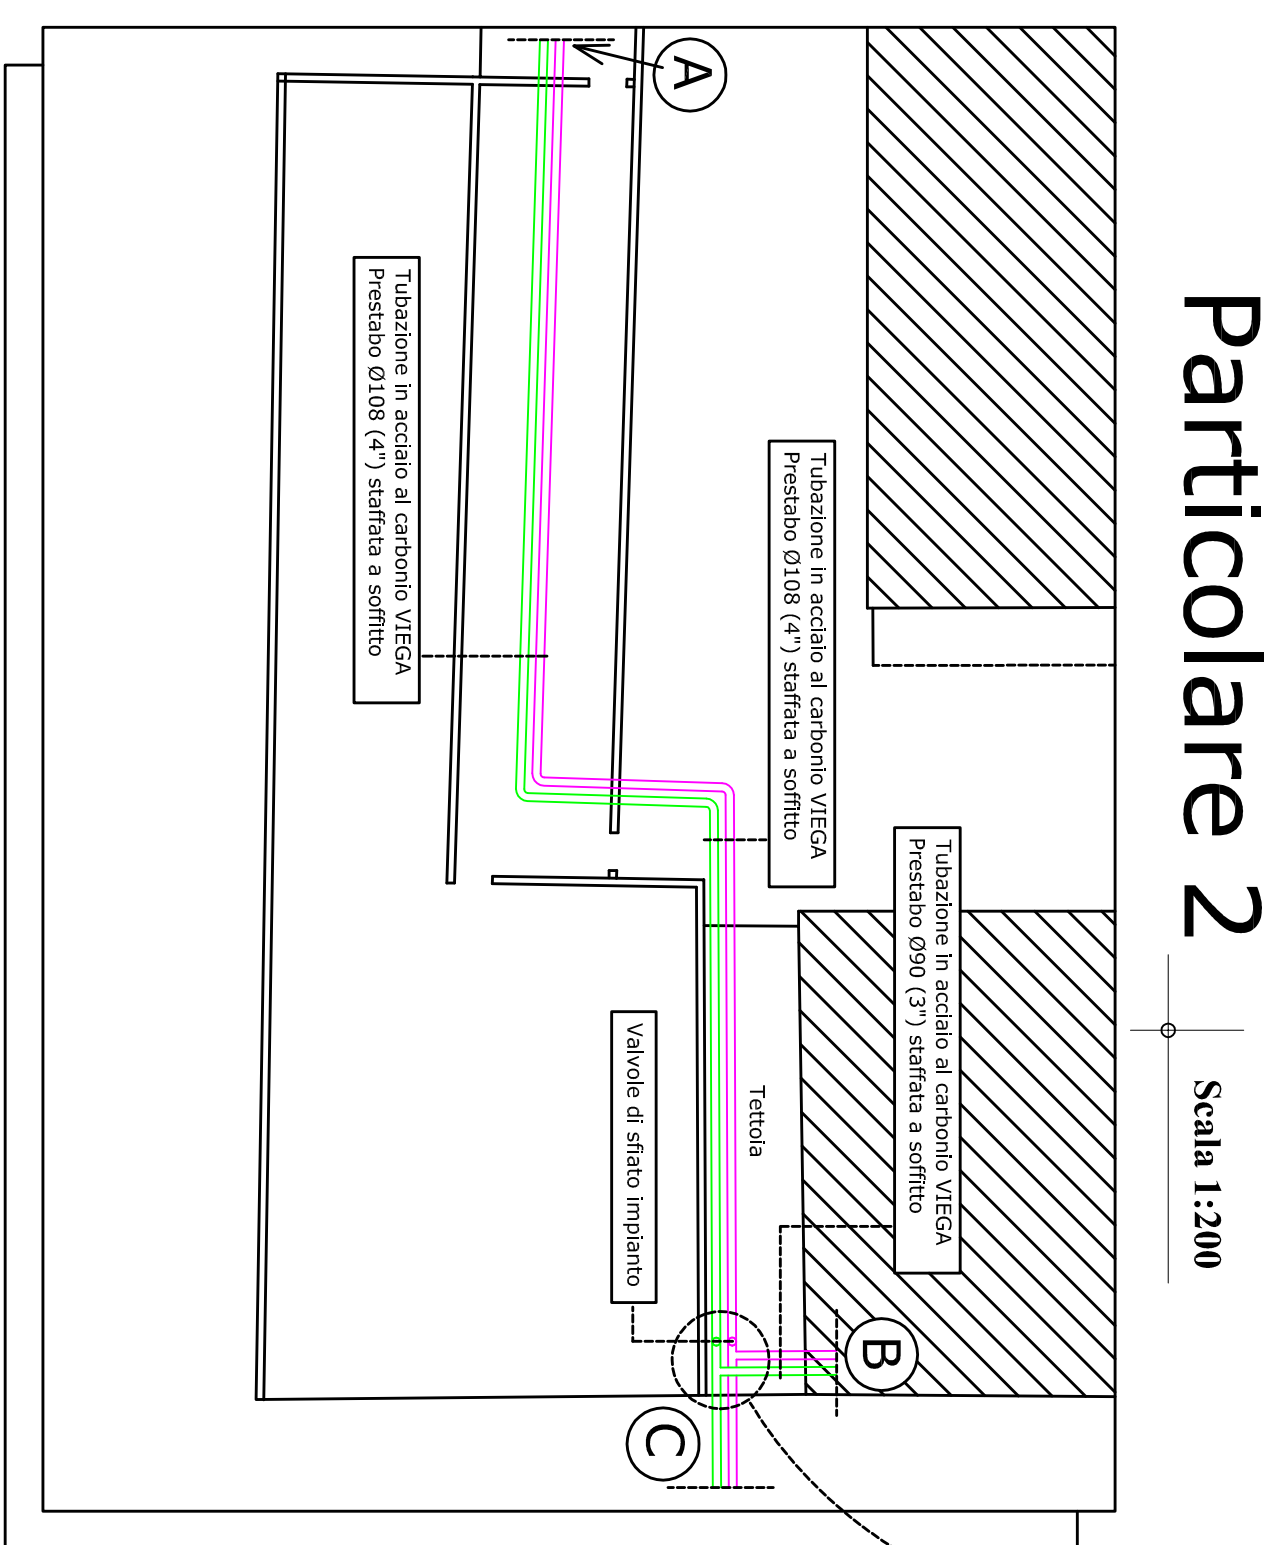 Particolare 2
Scala 1:200
A
Tubazione in acciaio al carbonio VIEGA
Prestabo Ø108 (4") staffata a soffitto
Tubazione in acciaio al carbonio VIEGA
Prestabo Ø108 (4") staffata a soffitto
Tubazione in acciaio al carbonio VIEGA
Prestabo Ø90 (3") staffata a soffitto
Tettoia
Valvole di sfiato impianto
B
C